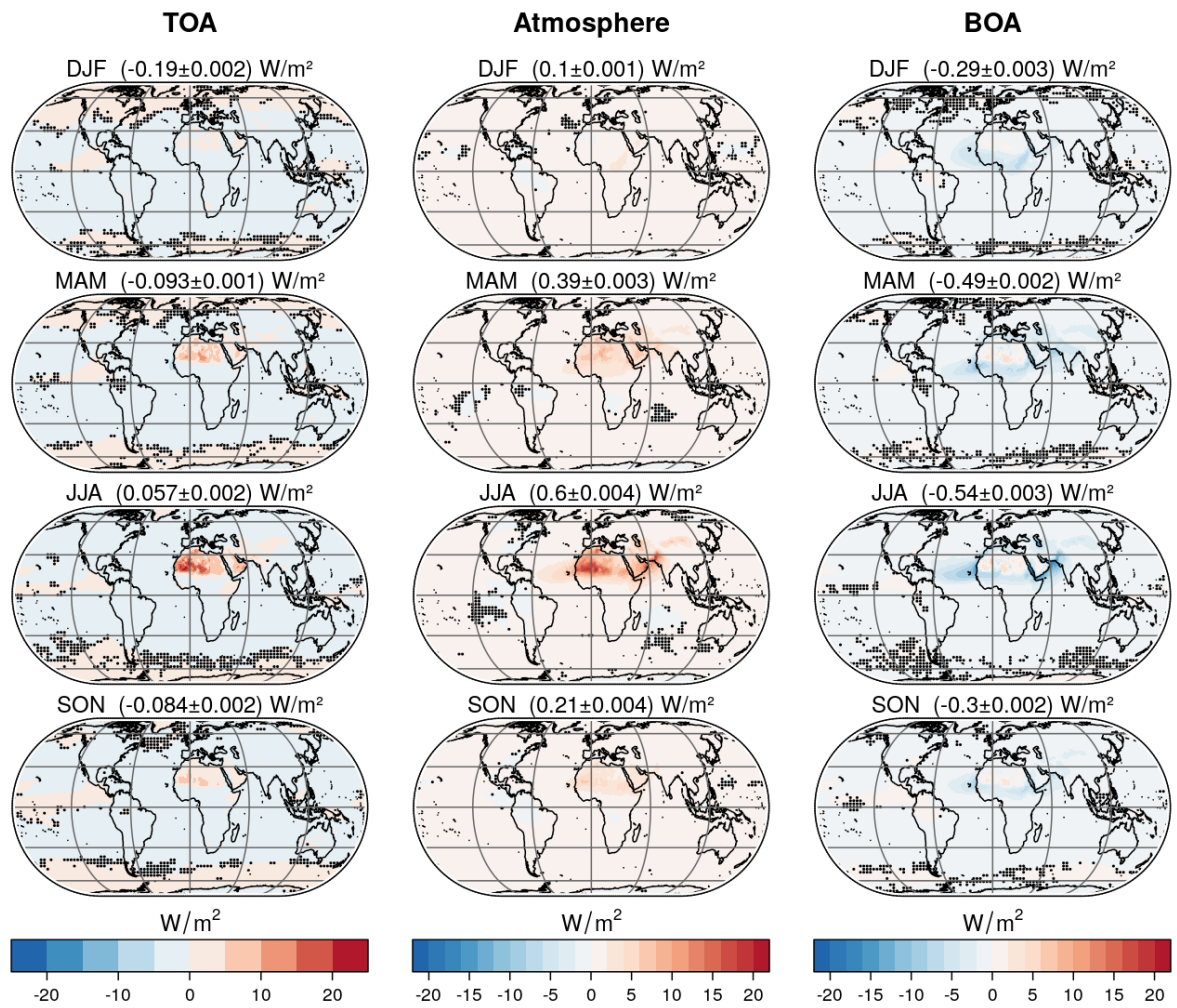 TOA Atmosphere BOA
DJF (-0.19±0.002) W/m² DJF (0.1±0.001) W/m² DJF (-0.29±0.003) W/m²
MAM (-0.093±0.001) W/m² MAM (0.39±0.003) W/m² MAM (-0.49±0.002) W/m²
JJA (0.057±0.002) W/m² JJA (0.6±0.004) W/m² JJA (-0.54±0.003) W/m²
SON (-0.084±0.002) W/m² SON (0.21±0.004) W/m² SON (-0.3±0.002) W/m²
W/m² W/m² W/m²
-20 -10 0 10 20 -20 -15 -10 -5 0 5 10 15 20 -20 -15 -10 -5 0 5 10 15 20